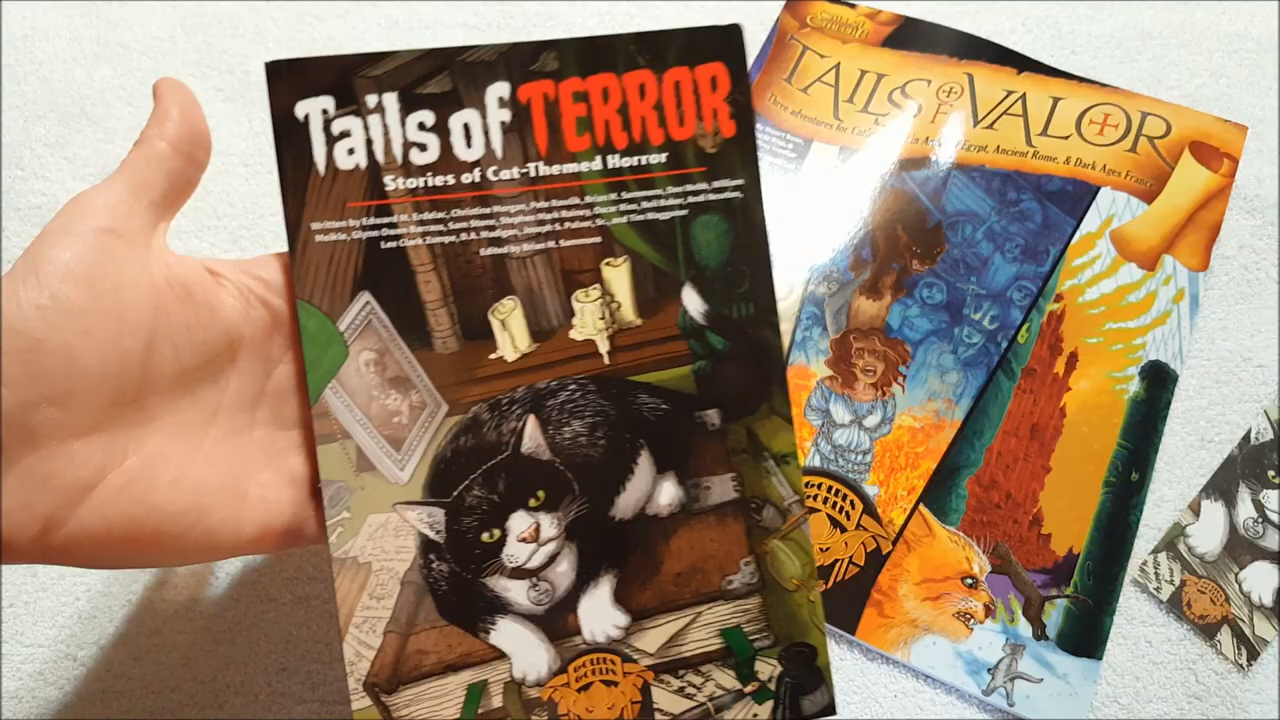 Tails of TERROR
Stories of Cat-Themed Horror
Written by Edward M. Erdelac, Christine Morgan, Pete Rawlik, Brian M. Sammons, Don Webb, William
Meikle, Glynn Owen Barrass, Sam Stone, Stephen Mark Rainey, Oscar Rios, Neil Baker, Andi Newton,
Lee Clark Zumpe, D.A. Madigan, Joseph S. Pulver, Sr., and Tim Waggoner
Edited by Brian M. Sammons
GOLDEN
GOBLIN
TAILS OF VALOR
Three adventures for in Egypt, Ancient Rome, & Dark Ages France
GOLDEN
GOBLIN